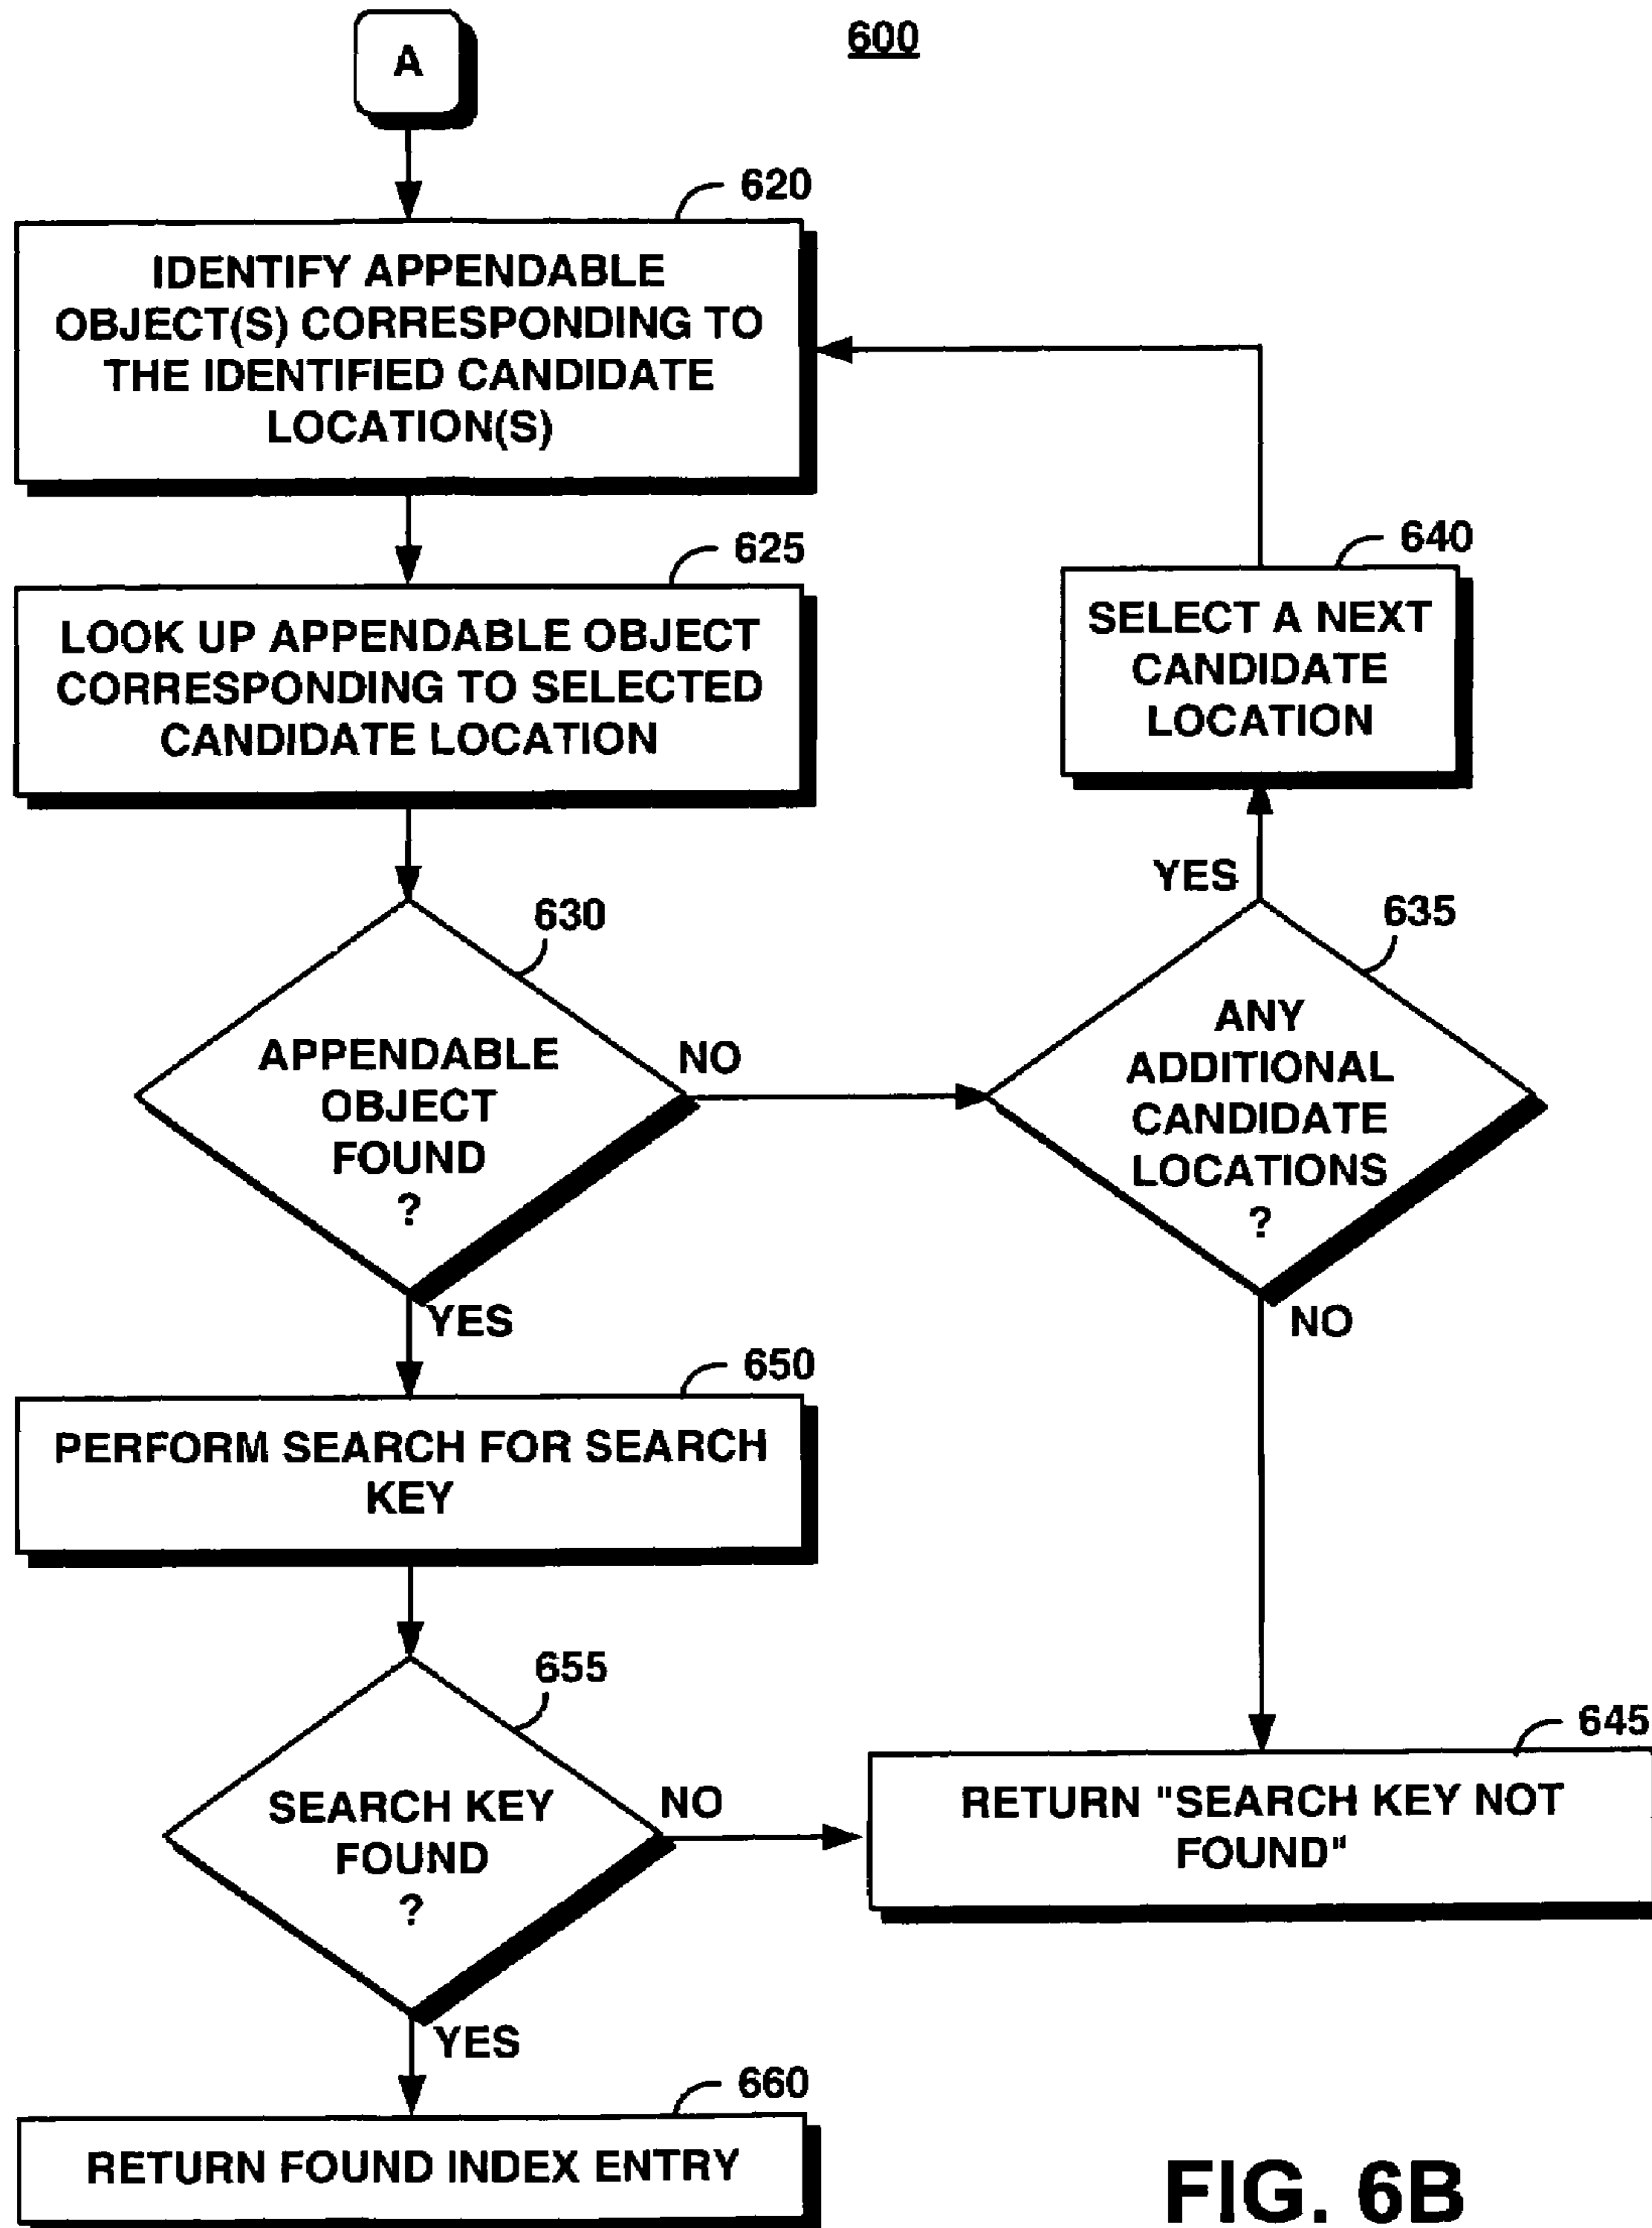 600
A
620
IDENTIFY APPENDABLE
OBJECT(S) CORRESPONDING TO
THE IDENTIFIED CANDIDATE
LOCATION(S)
625
LOOK UP APPENDABLE OBJECT
CORRESPONDING TO SELECTED
CANDIDATE LOCATION
640
SELECT A NEXT
CANDIDATE
LOCATION
YES
630
APPENDABLE
OBJECT
FOUND
?
NO
635
ANY
ADDITIONAL
CANDIDATE
LOCATIONS
?
YES
NO
650
PERFORM SEARCH FOR SEARCH
KEY
655
SEARCH KEY
FOUND
?
NO
645
RETURN "SEARCH KEY NOT
FOUND"
YES
660
RETURN FOUND INDEX ENTRY
FIG. 6B